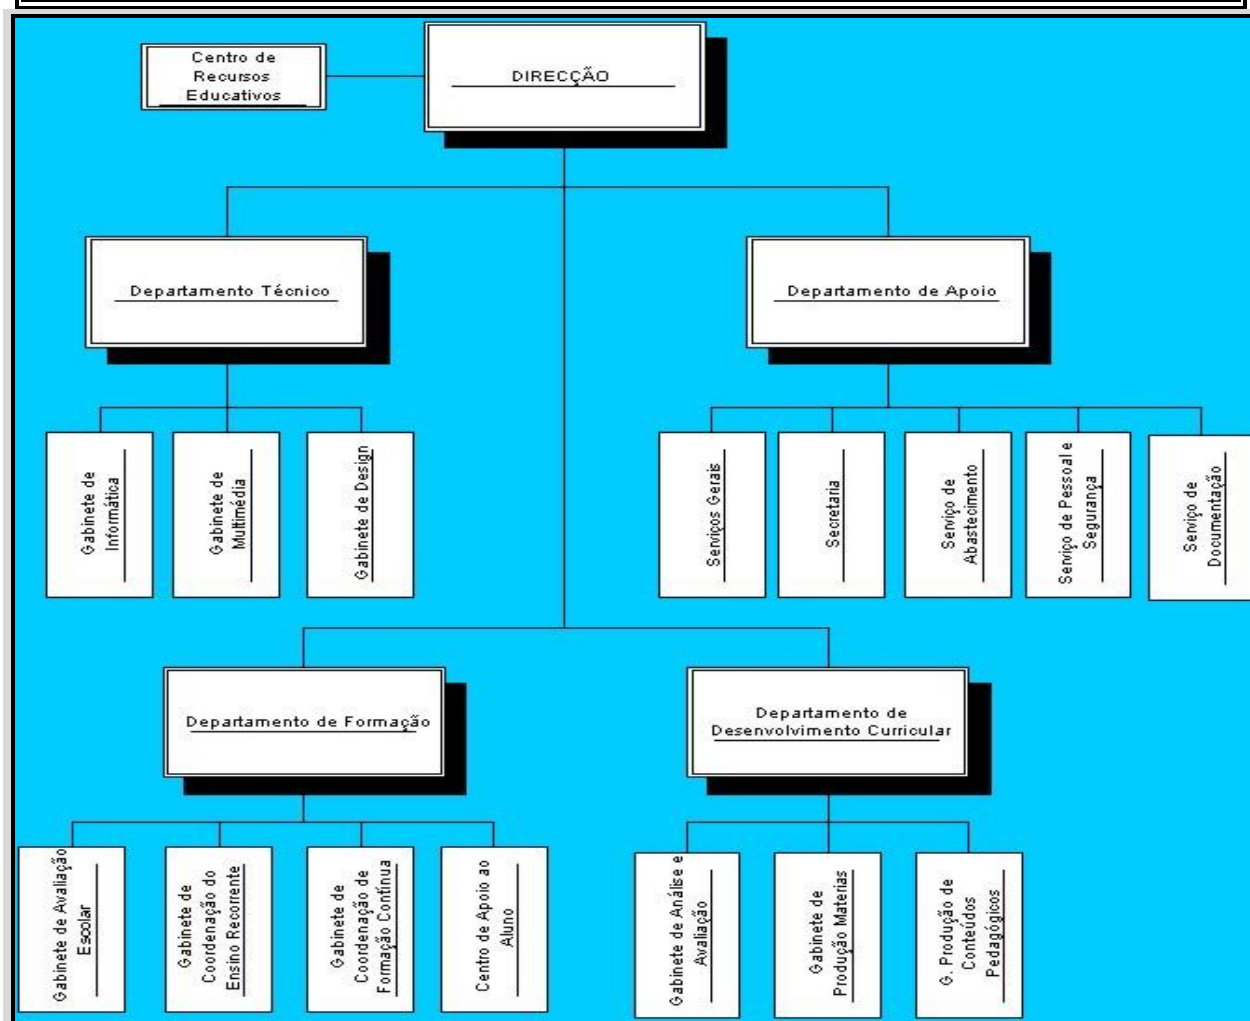 Centro de
Recursos
Educativos
DIRECÇÃO
Departamento Técnico
Departamento de Apoio
Gabinete de
Informática
Gabinete de
Multimédia
Gabinete de Design
Serviços Gerais
Secretaria
Serviço de
Abastecimento
Serviço de Pessoal e
Segurança
Serviço de
Documentação
Departamento de Formação
Departamento de
Desenvolvimento Curricular
Gabinete de Avaliação
Escolar
Gabinete de
Coordenação do
Ensino Recorrente
Gabinete de
Coordenação de
Formação Contínua
Centro de Apoio ao
Aluno
Gabinete de Análise e
Avaliação
Gabinete de
Produção Materias
G. Produção de
Conteúdos
Pedagógicos